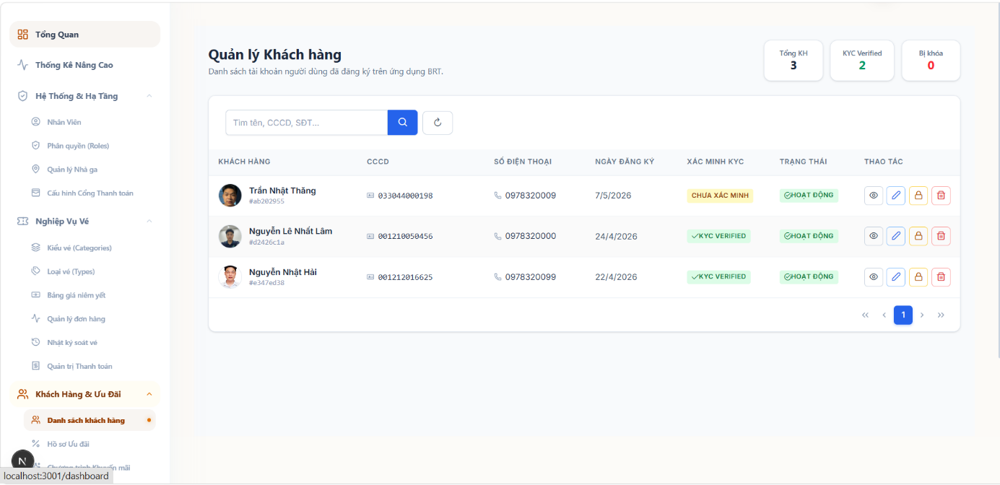 Tổng Quan
Thống Kê Nâng Cao
Hệ Thống & Hạ Tầng
Nhân Viên
Phân quyền (Roles)
Quản lý Nhà ga
Cấu hình Cổng Thanh toán
Nghiệp Vụ Vé
Kiểu vé (Categories)
Loại vé (Types)
Bảng giá niêm yết
Quản lý đơn hàng
Nhật ký soát vé
Quản trị Thanh toán
Khách Hàng & Ưu Đãi
Danh sách khách hàng
Hồ sơ Ưu đãi
Chương trình Khuyến mãi
N
localhost:3001/dashboard
Quản lý Khách hàng
Danh sách tài khoản người dùng đã đăng ký trên ứng dụng BRT.
Tổng KH
3
KYC Verified
2
Bị khóa
0
Tìm tên, CCCD, SĐT...
KHÁCH HÀNG CCCD SỐ ĐIỆN THOẠI NGÀY ĐĂNG KÝ XÁC MINH KYC TRẠNG THÁI THAO TÁC
Trần Nhật Thăng 033044000198 0978320009 7/5/2026 CHƯA XÁC MINH HOẠT ĐỘNG
#ab202955
Nguyễn Lê Nhất Lâm 001210050456 0978320000 24/4/2026 KYC VERIFIED HOẠT ĐỘNG
#d2426c1a
Nguyễn Nhật Hải 001212016625 0978320099 22/4/2026 KYC VERIFIED HOẠT ĐỘNG
#e347ed38
1